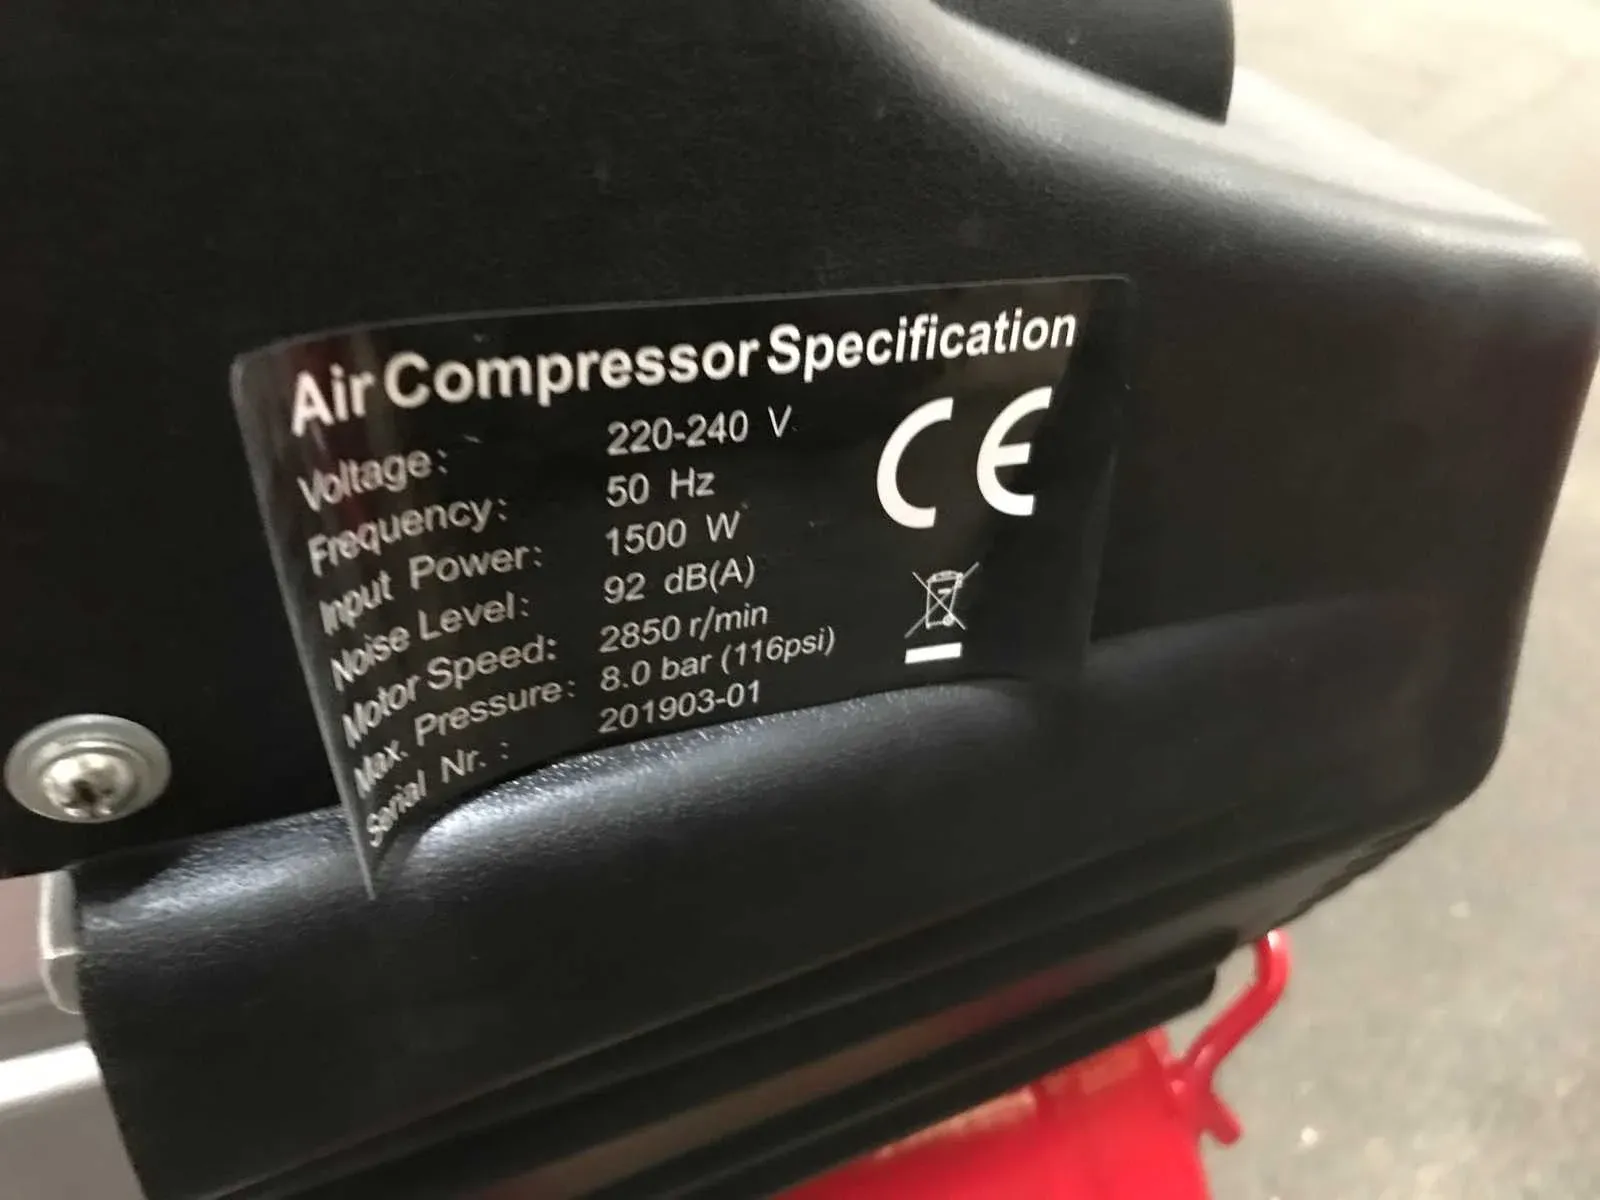 Air Compressor Specification
Voltage: 220-240 V
Frequency: 50 Hz
Input Power: 1500 W
Noise Level: 92 dB(A)
Motor Speed: 2850 r/min
Max. Pressure: 8.0 bar (116psi)
Serial Nr. : 201903-01
CE